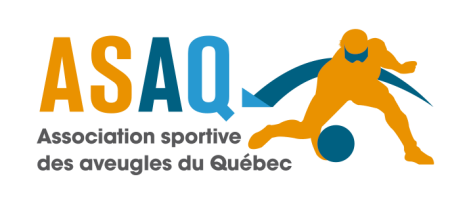 ASAQ
Association sportive
des aveugles du Québec